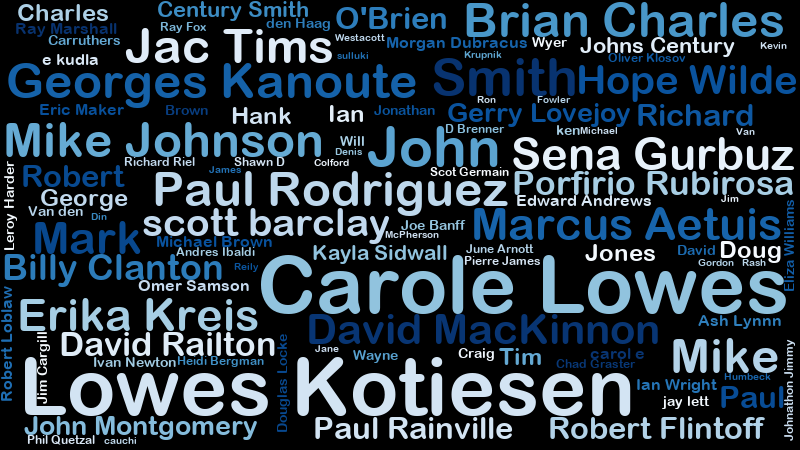 Charles
Century Smith
den Haag
O'Brien
Brian Charles
Ray Marshall
Ray Fox
Carruthers
Jac Tims
Westacott
Morgan Dubracus
Wyer
Johns Century
Kevin
e kudla
sulluki
Krupnik
Oliver Klosov
Georges Kanoute
Smith
Hope Wilde
Eric Maker
Brown
Hank
Ian
Jonathan
Ron
Fowler
Gerry Lovejoy
Richard
Mike Johnson
Will
Denis
John
D Brenner
ken
Michael
Van
Richard Riel
Shawn D
Colford
Sena Gurbuz
Leroy Harder
Robert
James
Scot Germain
Paul Rodriguez
Porfirio Rubirosa
George
Edward Andrews
Jim
Van den
Din
scott barclay
Joe Banff
McPherson
Marcus Aetuis
Eliza Williams
Mark
Michael Brown
Andres Ibaldi
Kayla Sidwall
June Arnott
Pierre James
Jones
David
Doug
Gordon
Rash
Billy Clanton
Reily
Omer Samson
Carole Lowes
Robert Loblaw
Erika Kreis
David MacKinnon
Ash Lynnn
Jim Cargill
David Railton
Douglas Locke
Jane
Wayne
Craig
Tim
carol e
Chad Graster
Mike
Johnathon Jimmy
Ivan Newton
Heidi Bergman
Lowes Kotiesen
Ian Wright
Humbeck
jay lett
Paul
John Montgomery
Paul Rainville
Robert Flintoff
Phil Quetzal
cauchi